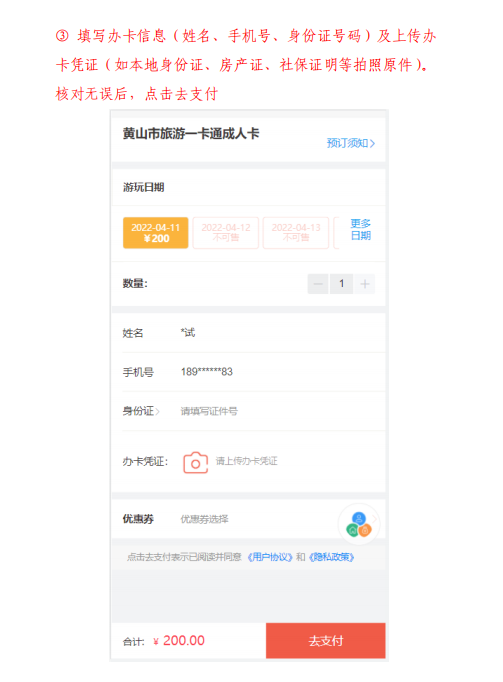 ③ 填写办卡信息（姓名、手机号、身份证号码）及上传办
卡凭证（如本地身份证、房产证、社保证明等拍照原件）。
核对无误后，点击去支付
黄山市旅游一卡通成人卡
预订须知>
游玩日期
2022-04-11
¥200
2022-04-12
不可售
2022-04-13
不可售
更多
日期
数量:
— 1 +
姓名 *试
手机号 189******83
身份证> 请填写证件号
办卡凭证: 请上传办卡凭证
优惠券 优惠券选择
点击去支付表示已阅读并同意《用户协议》和《隐私政策》
合计: ¥ 200.00
去支付